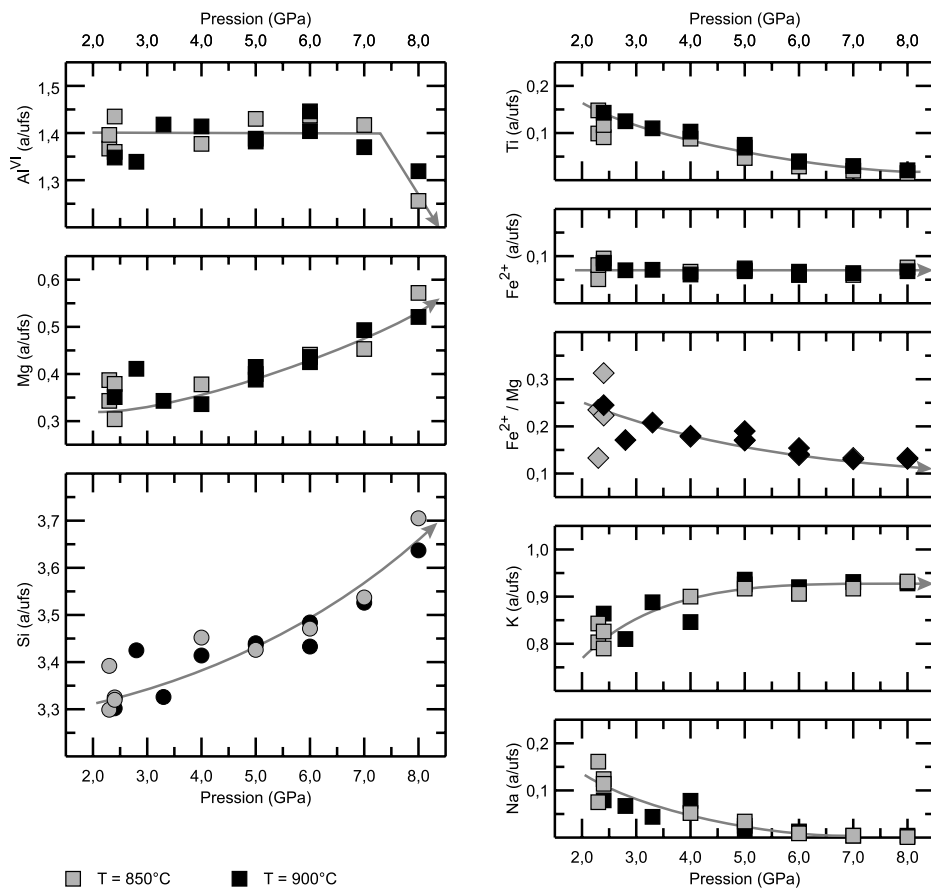 Pression (GPa)
2,0 3,0 4,0 5,0 6,0 7,0 8,0
1,5
1,4
1.3
Al^VI (a/ufs)
0,6
0,5
0,4
0,3
Mg (a/ufs)
3,7
3,6
3,5
3,4
3,3
Si (a/ufs)
2,0 3,0 4,0 5,0 6,0 7,0 8,0
Pression (GPa)
T = 850°C T = 900°C
Pression (GPa)
2,0 3,0 4,0 5,0 6,0 7,0 8,0
0,2
0,1
Ti (a/ufs)
0,1
Fe²⁺ (a/ufs)
0,3
0,2
0,1
Fe²⁺ / Mg
1,0
0,9
0,8
K (a/ufs)
0,2
0,1
Na (a/ufs)
2,0 3,0 4,0 5,0 6,0 7,0 8,0
Pression (GPa)